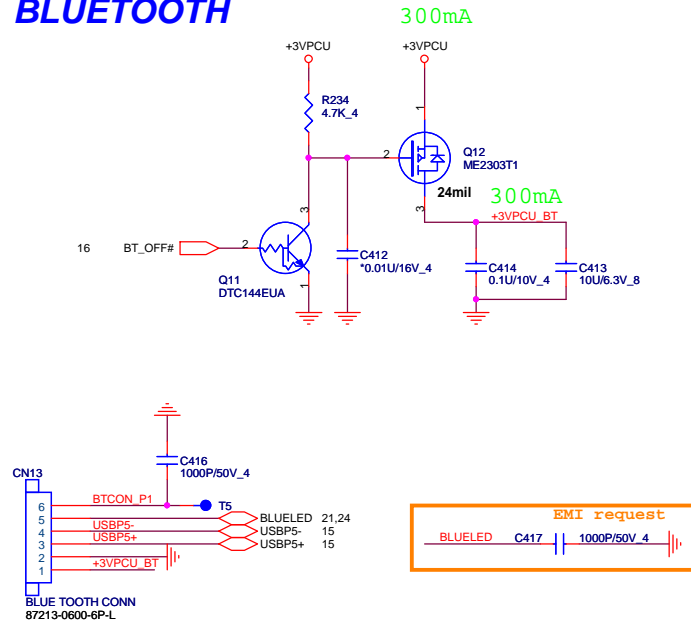 BLUETOOTH
300mA
+3VPCU
+3VPCU
R234
4.7K_4
1
2
Q12
ME2303T1
24mil
3
300mA
+3VPCU_BT
3
16 BT_OFF# 2
C412
*0.01U/16V_4
Q11
DTC144EUA
1
C414
0.1U/10V_4
C413
10U/6.3V_8
C416
1000P/50V_4
CN13
6 BTCON_P1 T5
5 BLUELED 21,24
4 USBP5- USBP5- 15
3 USBP5+ USBP5+ 15
2
1 +3VPCU_BT
BLUE TOOTH CONN
87213-0600-6P-L
EMI request
BLUELED C417 1000P/50V_4